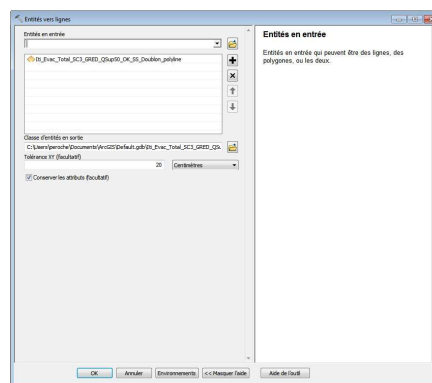 Entités vers lignes
Entités en entrée
Iti_Evac_Total_SC3_GRED_QSup50_OK_SS_Doublon_polyline
Classe d'entités en sortie
C:\Users\peroche\Documents\ArcGIS\Default.gdb\Iti_Evac_Total_SC3_GRED_QSu
Tolérance XY (facultatif)
20 Centimètres
Conserver les attributs (facultatif)
OK Annuler Environnements... << Masquer l'aide
Entités en entrée
Entités en entrée qui peuvent être des lignes, des
polygones, ou les deux.
Aide de l'outil